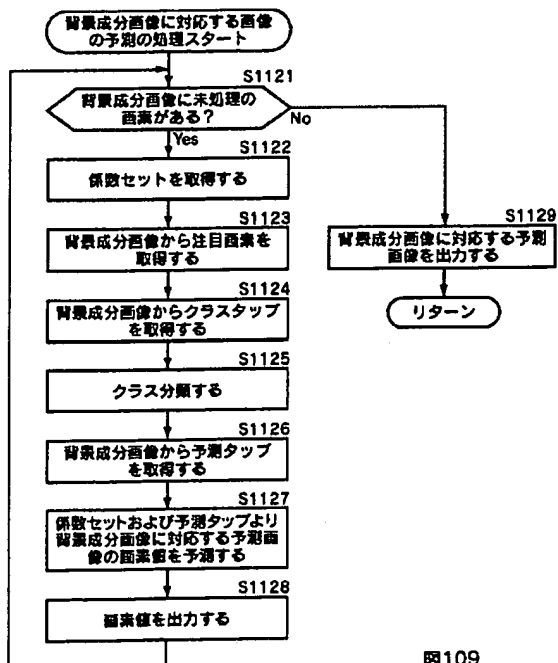 背景成分画像に対応する画像
の予測の処理スタート
S1121
背景成分画像に未処理の
画素がある？
No
Yes
S1122
係数セットを取得する
S1123
背景成分画像から注目画素を
取得する
S1124
背景成分画像からクラスタップ
を取得する
S1125
クラス分類する
S1126
背景成分画像から予測タップ
を取得する
S1127
係数セットおよび予測タップより
背景成分画像に対応する予測画
像の画素値を予測する
S1128
画素値を出力する
S1129
背景成分画像に対応する予測
画像を出力する
リターン
図109